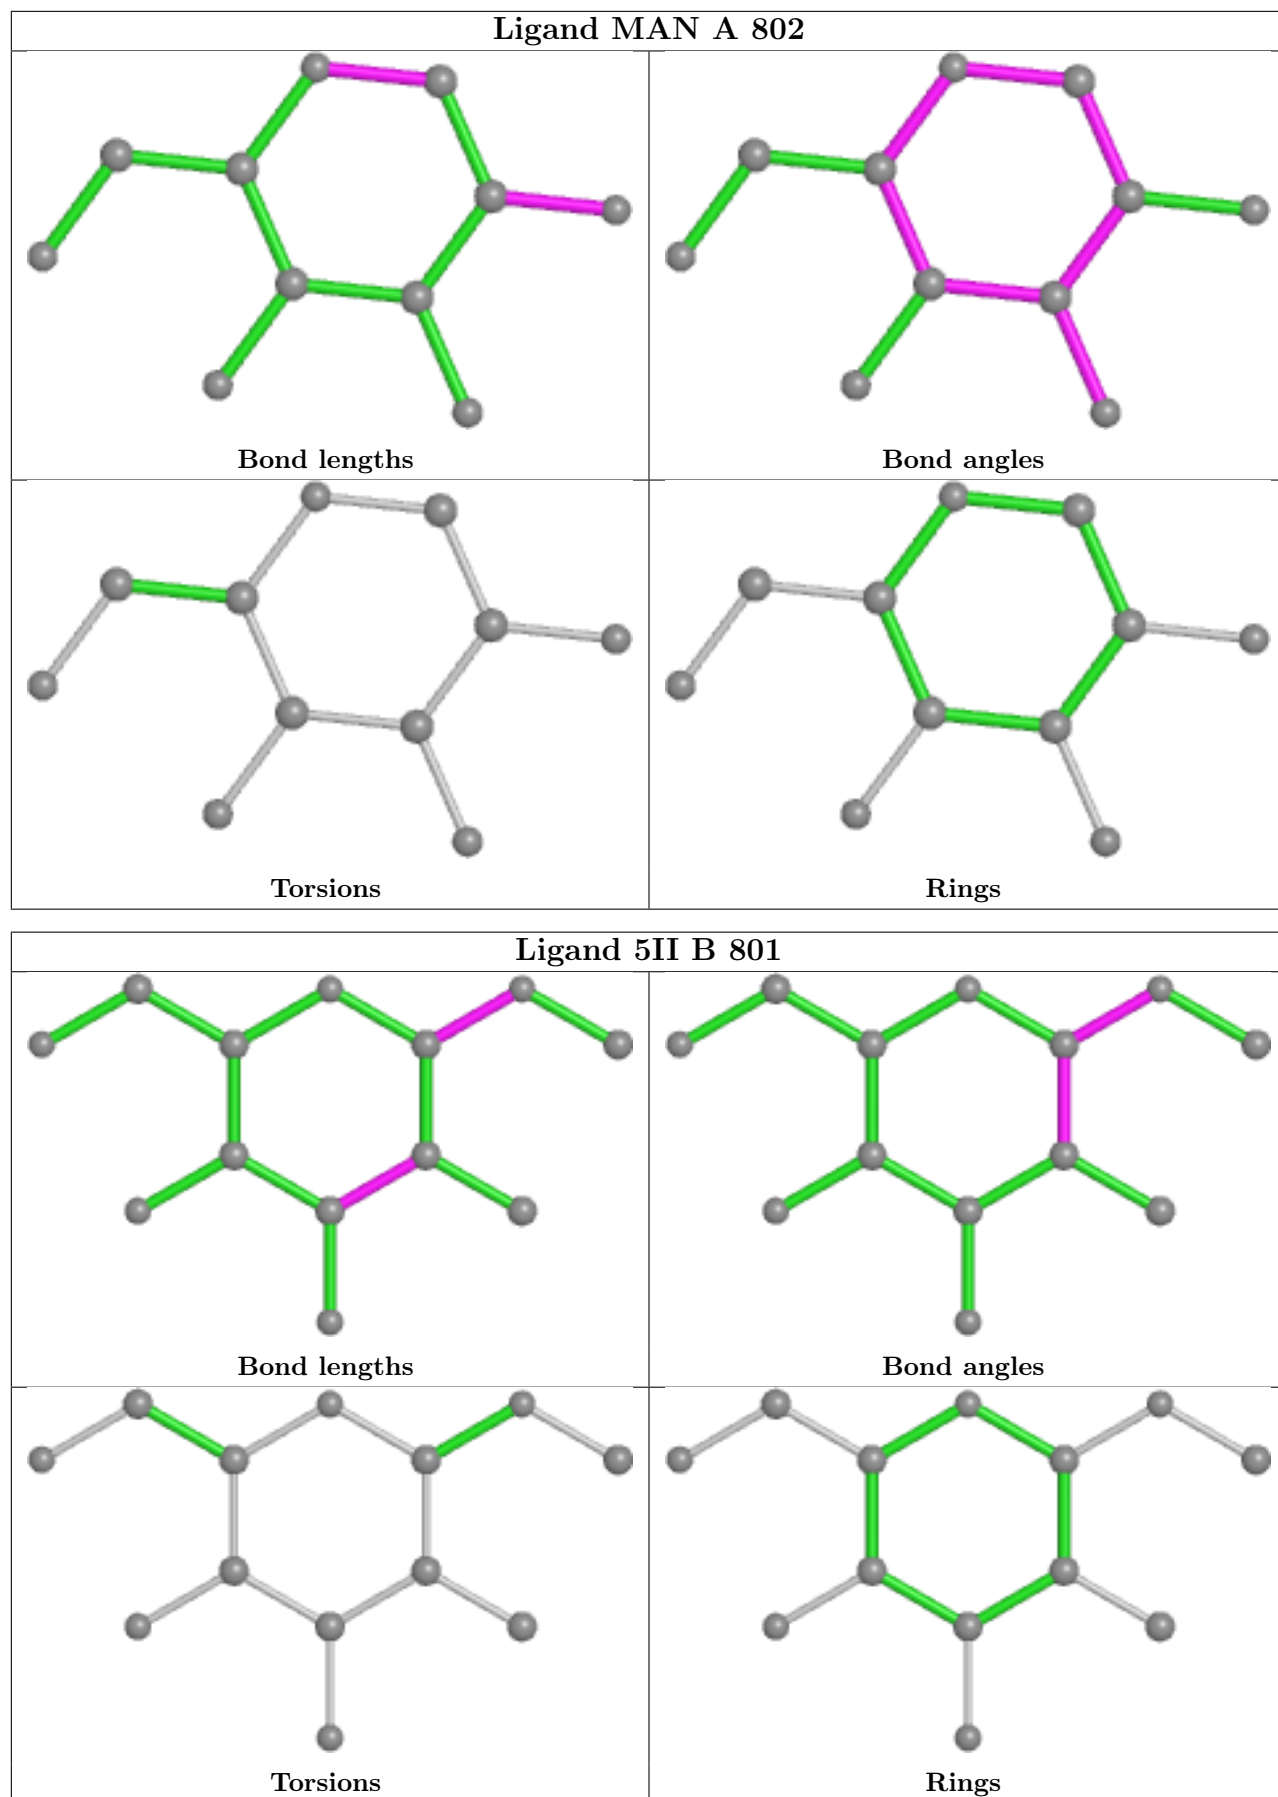 Ligand MAN A 802
Bond lengths
Bond angles
Torsions
Rings
Ligand 5II B 801
Bond lengths
Bond angles
Torsions
Rings